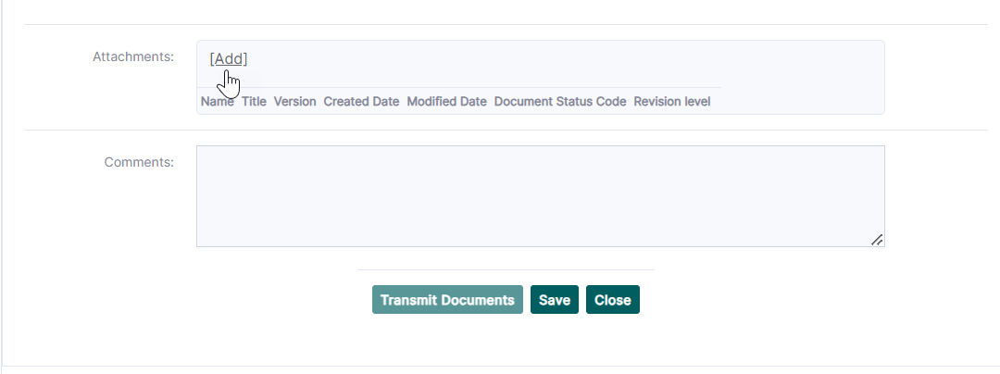 Attachments:
[Add]
Name Title Version Created Date Modified Date Document Status Code Revision level
Comments:
Transmit Documents Save Close